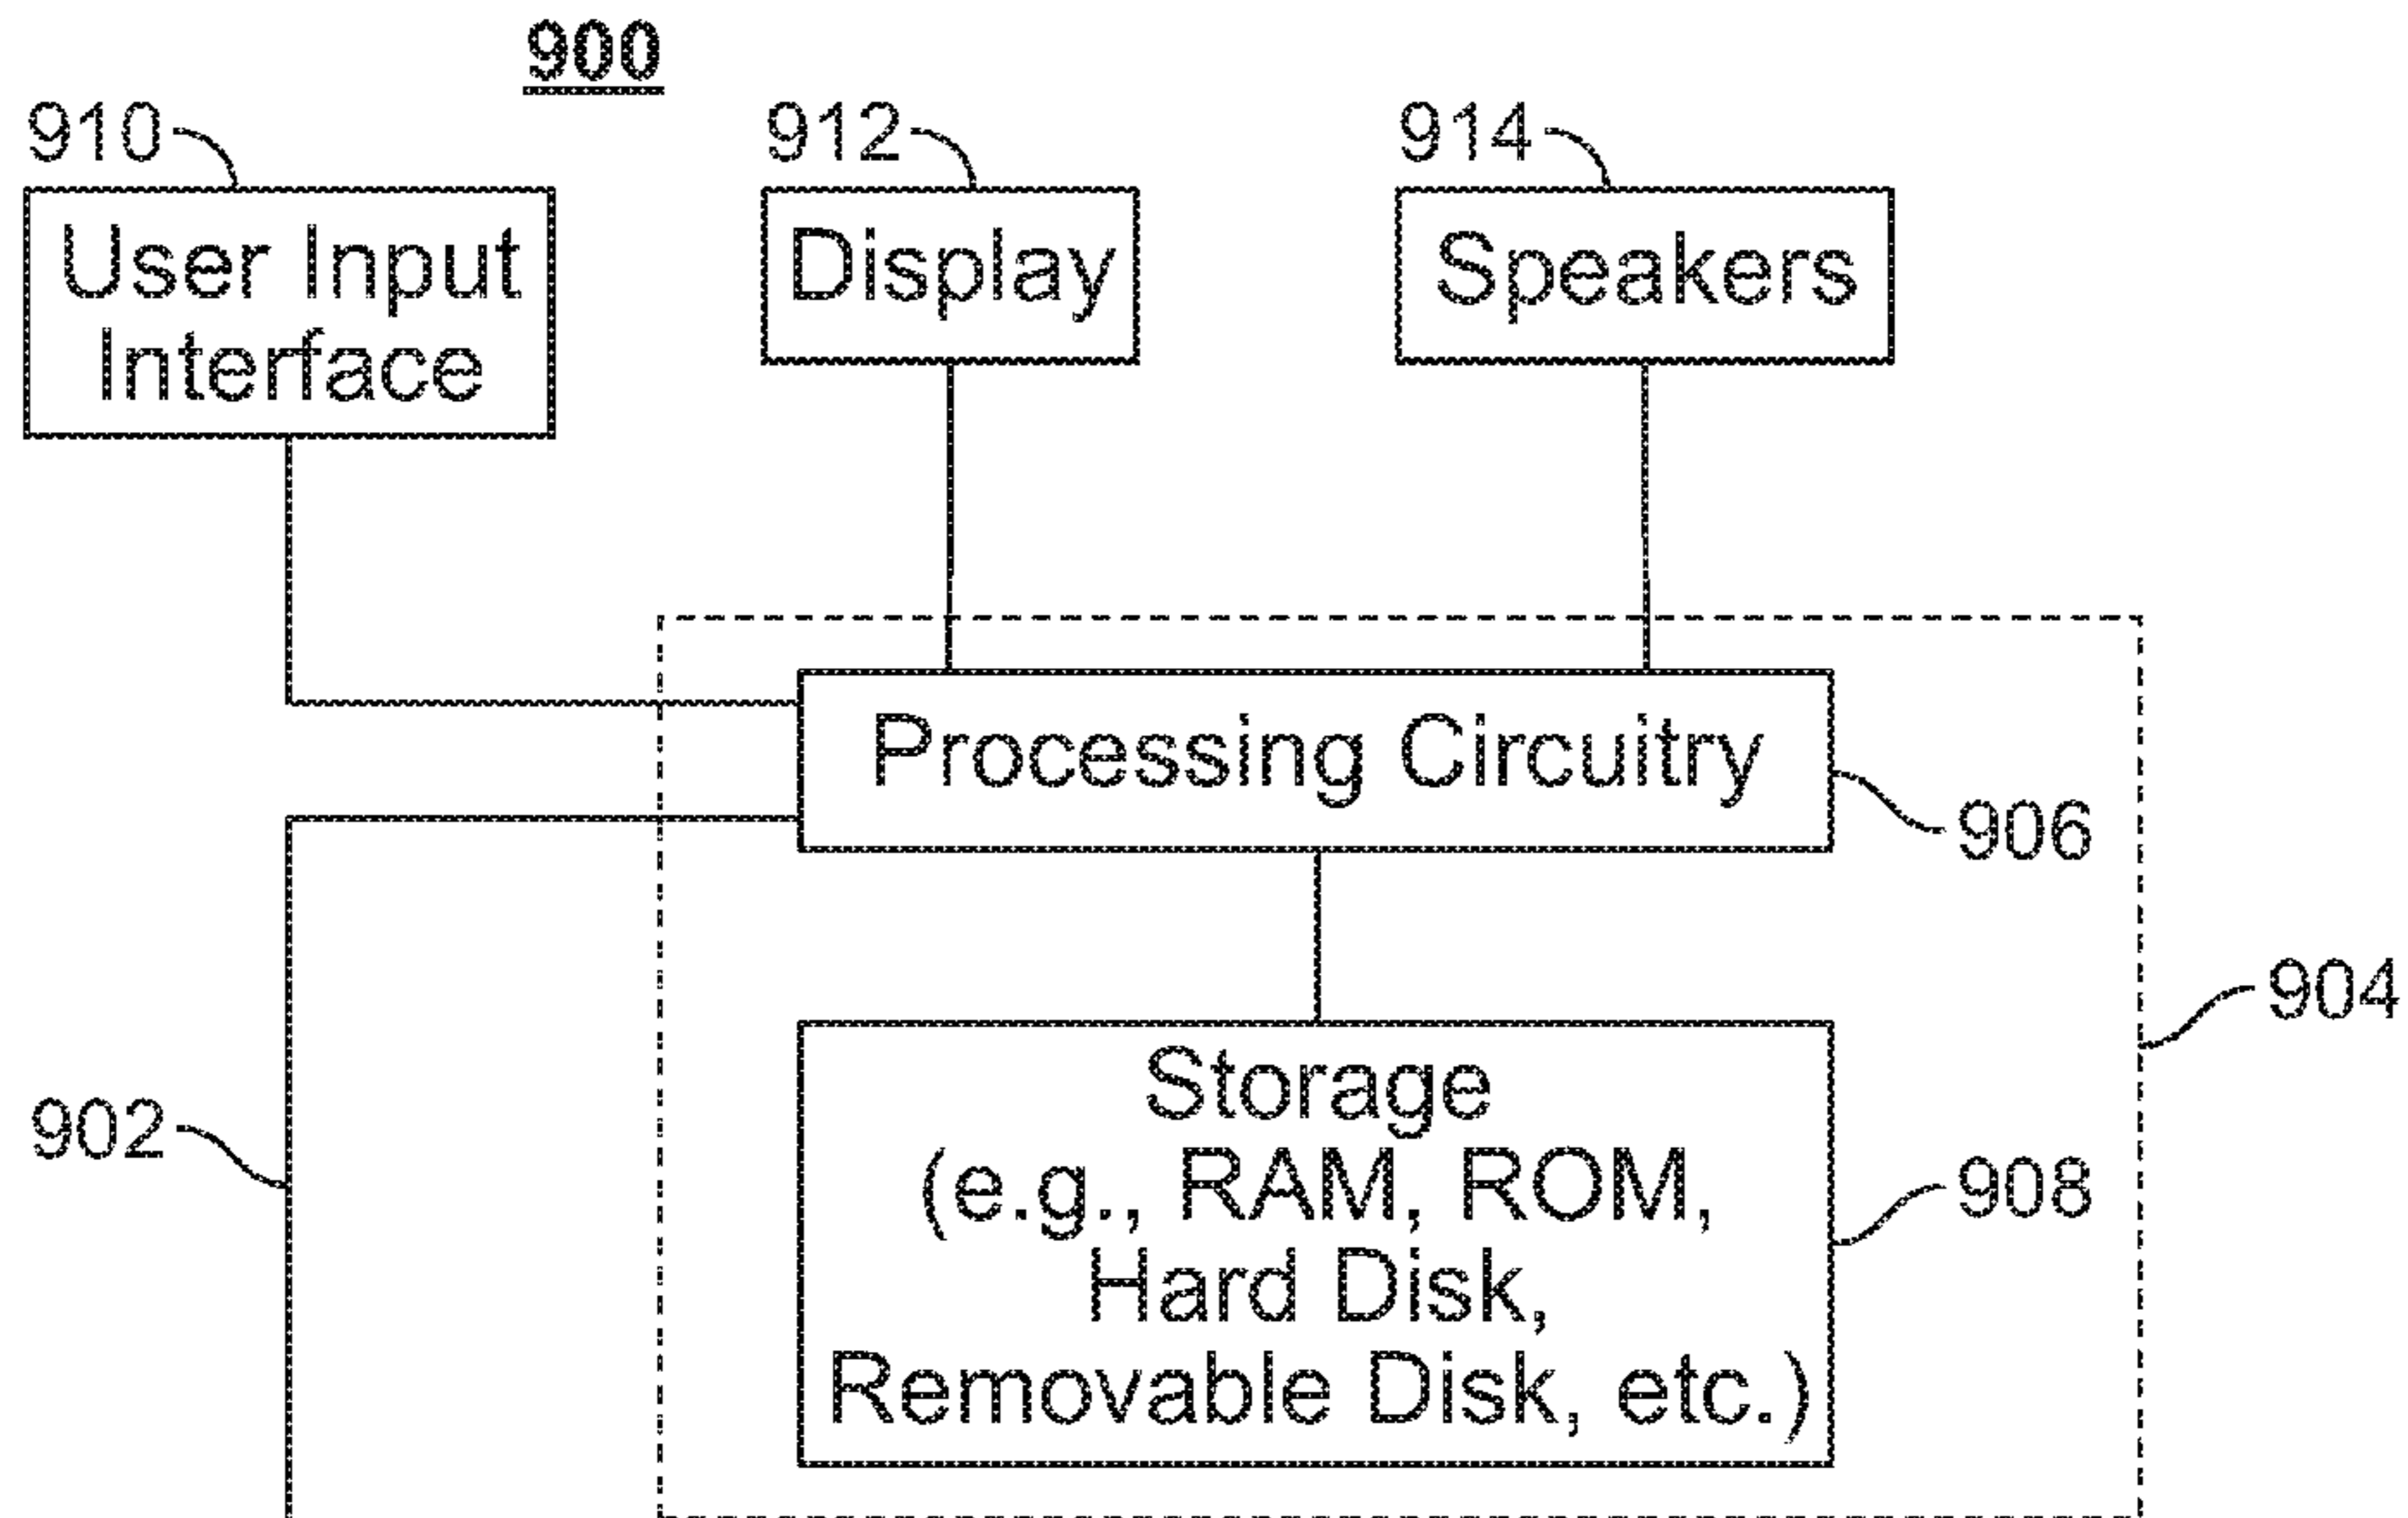 900
910
912
914
User Input
Interface
Display
Speakers
Processing Circuitry
906
904
902
Storage
(e.g., RAM, ROM,
Hard Disk,
Removable Disk, etc.)
908